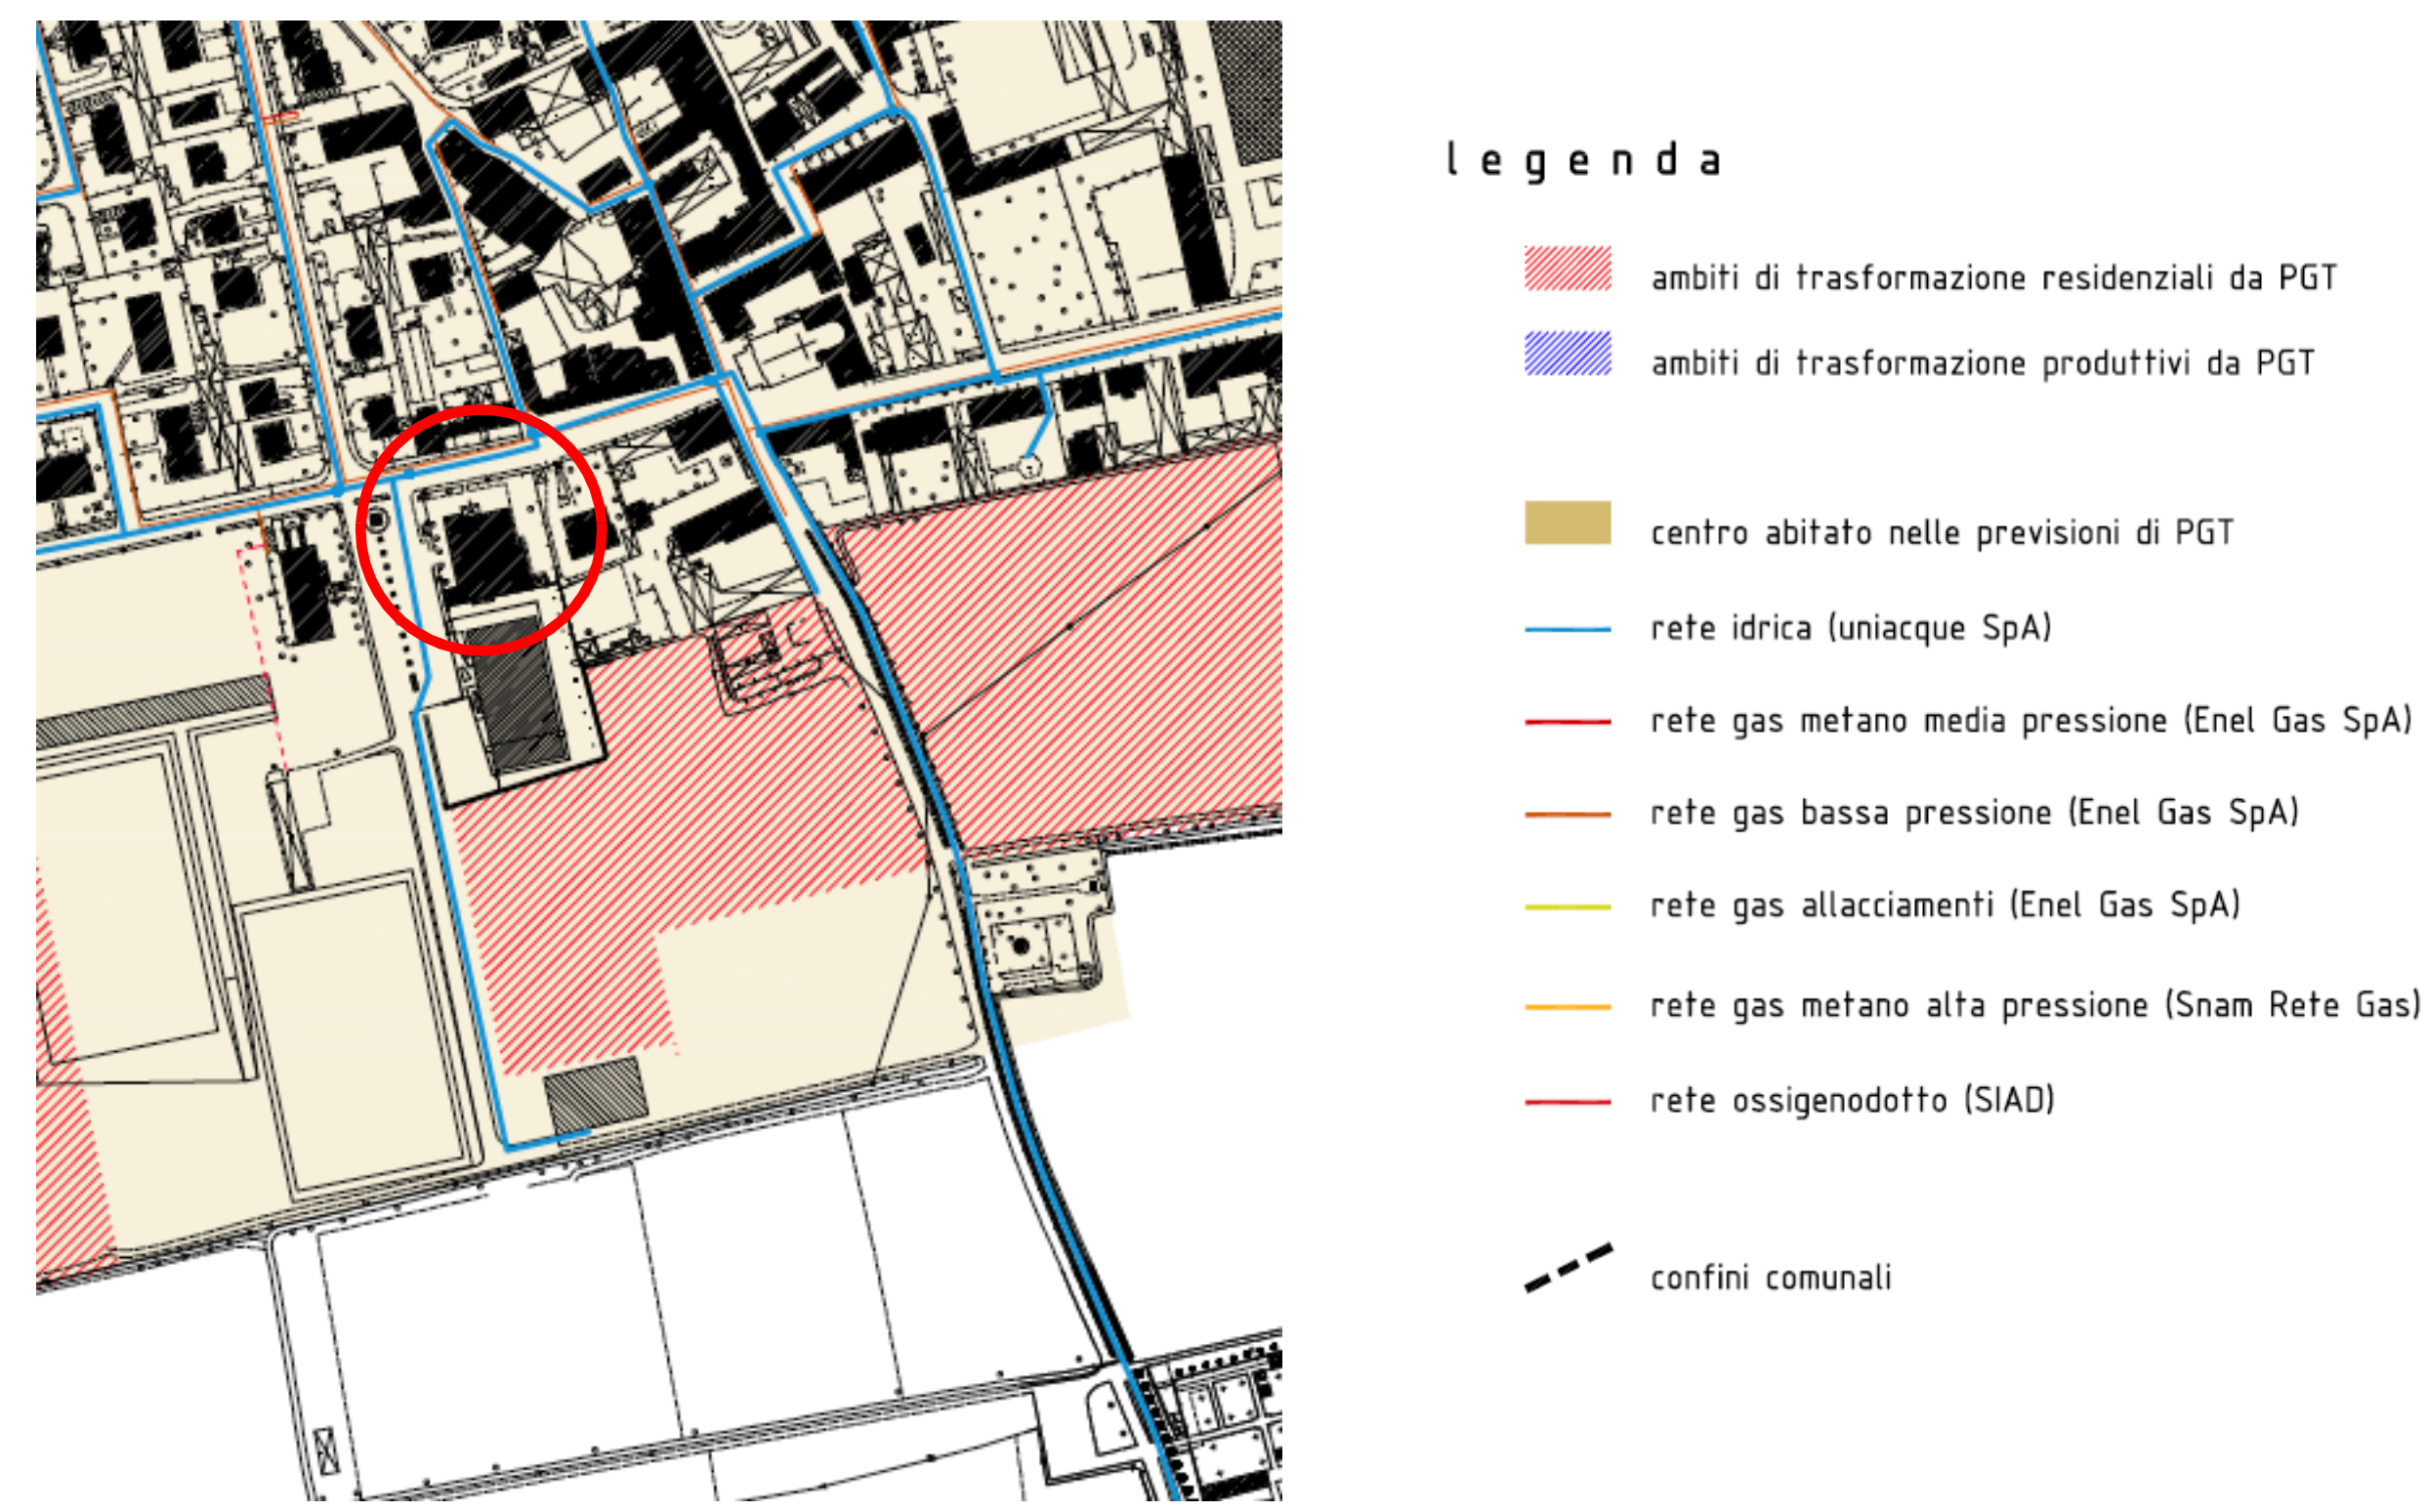 legenda
ambiti di trasformazione residenziali da PGT
ambiti di trasformazione produttivi da PGT
centro abitato nelle previsioni di PGT
rete idrica (uniacque SpA)
rete gas metano media pressione (Enel Gas SpA)
rete gas bassa pressione (Enel Gas SpA)
rete gas allacciamenti (Enel Gas SpA)
rete gas metano alta pressione (Snam Rete Gas)
rete ossigenodotto (SIAD)
confini comunali